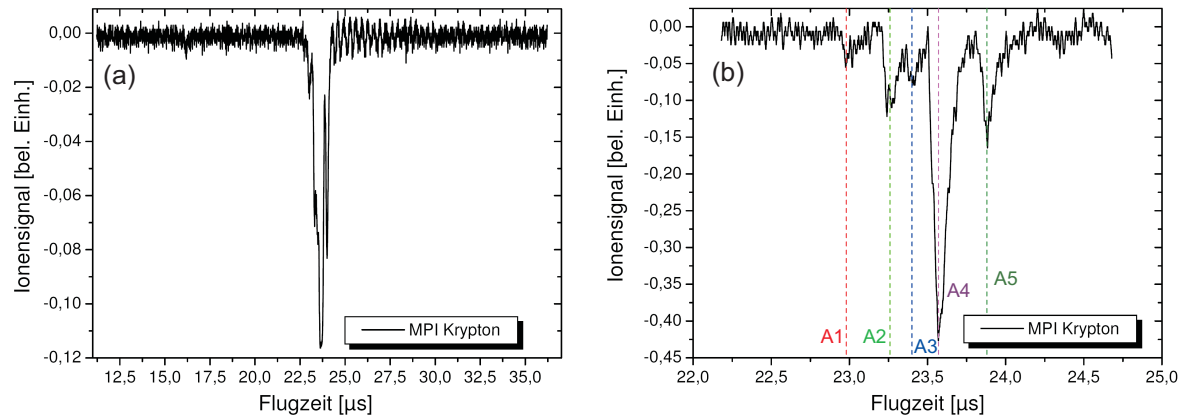 0,00
-0,02
-0,04
-0,06
-0,08
-0,10
-0,12
Ionensignal [bel. Einh.]
(a)
MPI Krypton
12,5 15,0 17,5 20,0 22,5 25,0 27,5 30,0 32,5 35,0
Flugzeit [µs]
0,00
-0,05
-0,10
-0,15
-0,20
-0,25
-0,30
-0,35
-0,40
-0,45
Ionensignal [bel. Einh.]
(b)
A1
A2
A3
A4
A5
MPI Krypton
22,0 22,5 23,0 23,5 24,0 24,5 25,0
Flugzeit [µs]